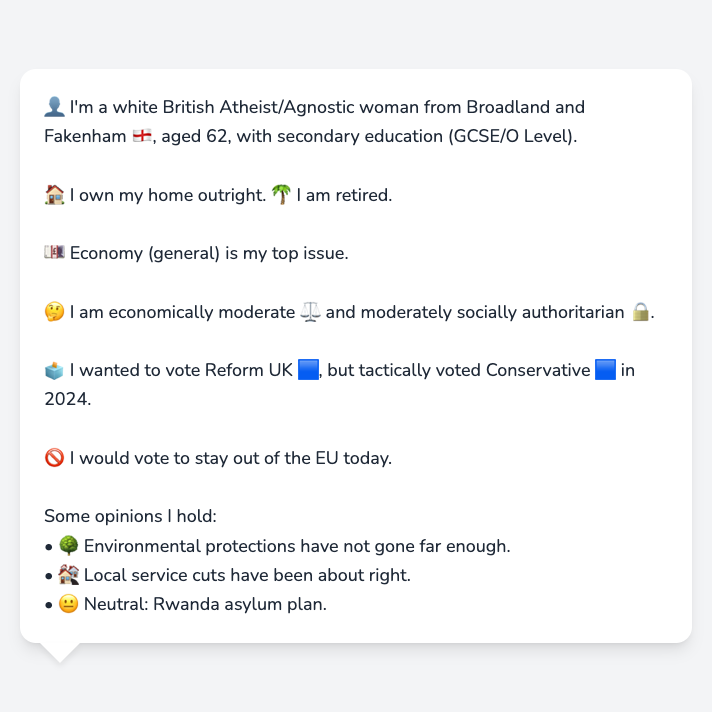 👤 I'm a white British Atheist/Agnostic woman from Broadland and
Fakenham 🏴󠁧󠁢󠁥󠁮󠁧󠁿, aged 62, with secondary education (GCSE/O Level).
🏠 I own my home outright. 🌴 I am retired.
💷 Economy (general) is my top issue.
🤔 I am economically moderate ⚖️ and moderately socially authoritarian 🔒.
🗳️ I wanted to vote Reform UK 🟦, but tactically voted Conservative 🟦 in
2024.
🚫 I would vote to stay out of the EU today.
Some opinions I hold:
• 🌳 Environmental protections have not gone far enough.
• 🏘️ Local service cuts have been about right.
• 😐 Neutral: Rwanda asylum plan.